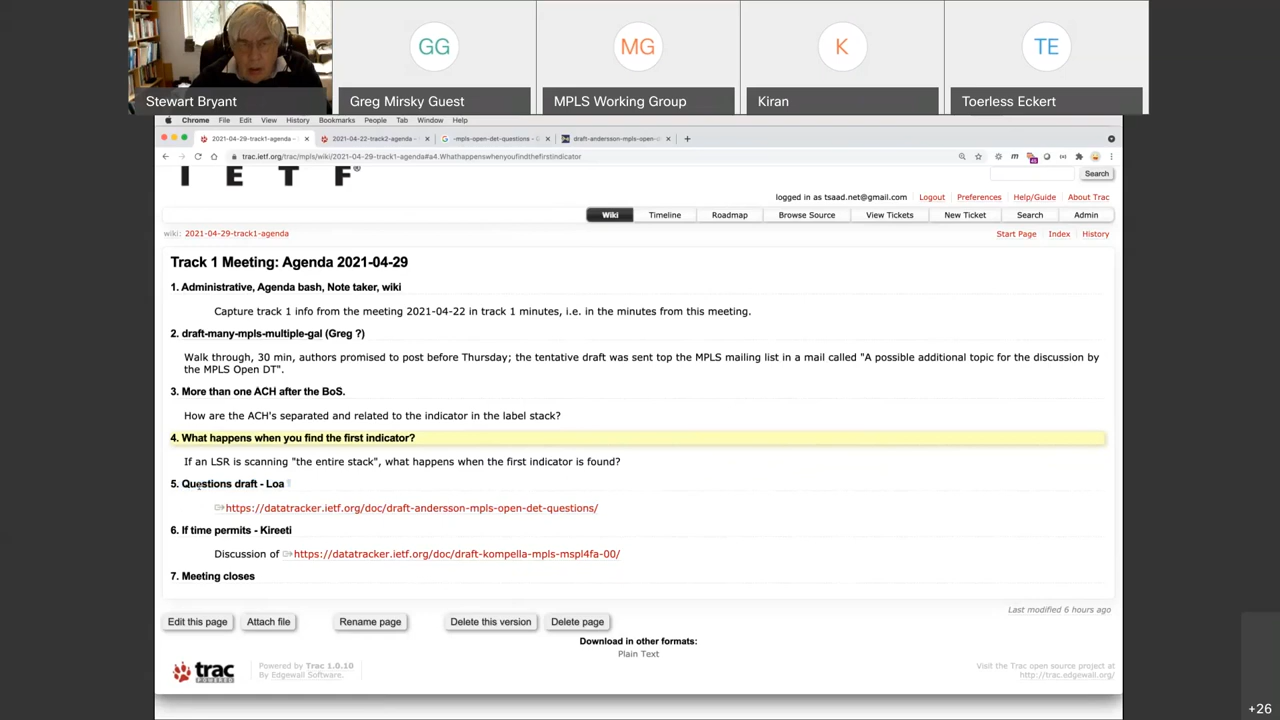 GG
MG
K
TE
Stewart Bryant
Greg Mirsky Guest
MPLS Working Group
Kiran
Toerless Eckert
Chrome File Edit View History Bookmarks People Tab Window Help
2021-04-29-track1-agenda –
2021-04-22-track2-agenda –
-mpls-open-det-questions - G
draft-andersson-mpls-open-d
trac.ietf.org/trac/mpls/wiki/2021-04-29-track1-agenda#a4.Whathappenswhenyoufindthefirstindicator
I E T F®
Search
logged in as tsaad.net@gmail.com Logout Preferences Help/Guide About Trac
Wiki Timeline Roadmap Browse Source View Tickets New Ticket Search Admin
wiki: 2021-04-29-track1-agenda
Start Page Index History
Track 1 Meeting: Agenda 2021-04-29
1. Administrative, Agenda bash, Note taker, wiki
Capture track 1 info from the meeting 2021-04-22 in track 1 minutes, i.e. in the minutes from this meeting.
2. draft-many-mpls-multiple-gal (Greg ?)
Walk through, 30 min, authors promised to post before Thursday; the tentative draft was sent top the MPLS mailing list in a mail called "A possible additional topic for the discussion by
the MPLS Open DT".
3. More than one ACH after the BoS.
How are the ACH's separated and related to the indicator in the label stack?
4. What happens when you find the first indicator?
If an LSR is scanning "the entire stack", what happens when the first indicator is found?
5. Questions draft - Loa
https://datatracker.ietf.org/doc/draft-andersson-mpls-open-det-questions/
6. If time permits - Kireeti
Discussion of https://datatracker.ietf.org/doc/draft-kompella-mpls-mspl4fa-00/
7. Meeting closes
Last modified 6 hours ago
Edit this page Attach file Rename page Delete this version Delete page
Download in other formats:
Plain Text
trac
POWERED
Powered by Trac 1.0.10
By Edgewall Software.
Visit the Trac open source project at
http://trac.edgewall.org/
+26